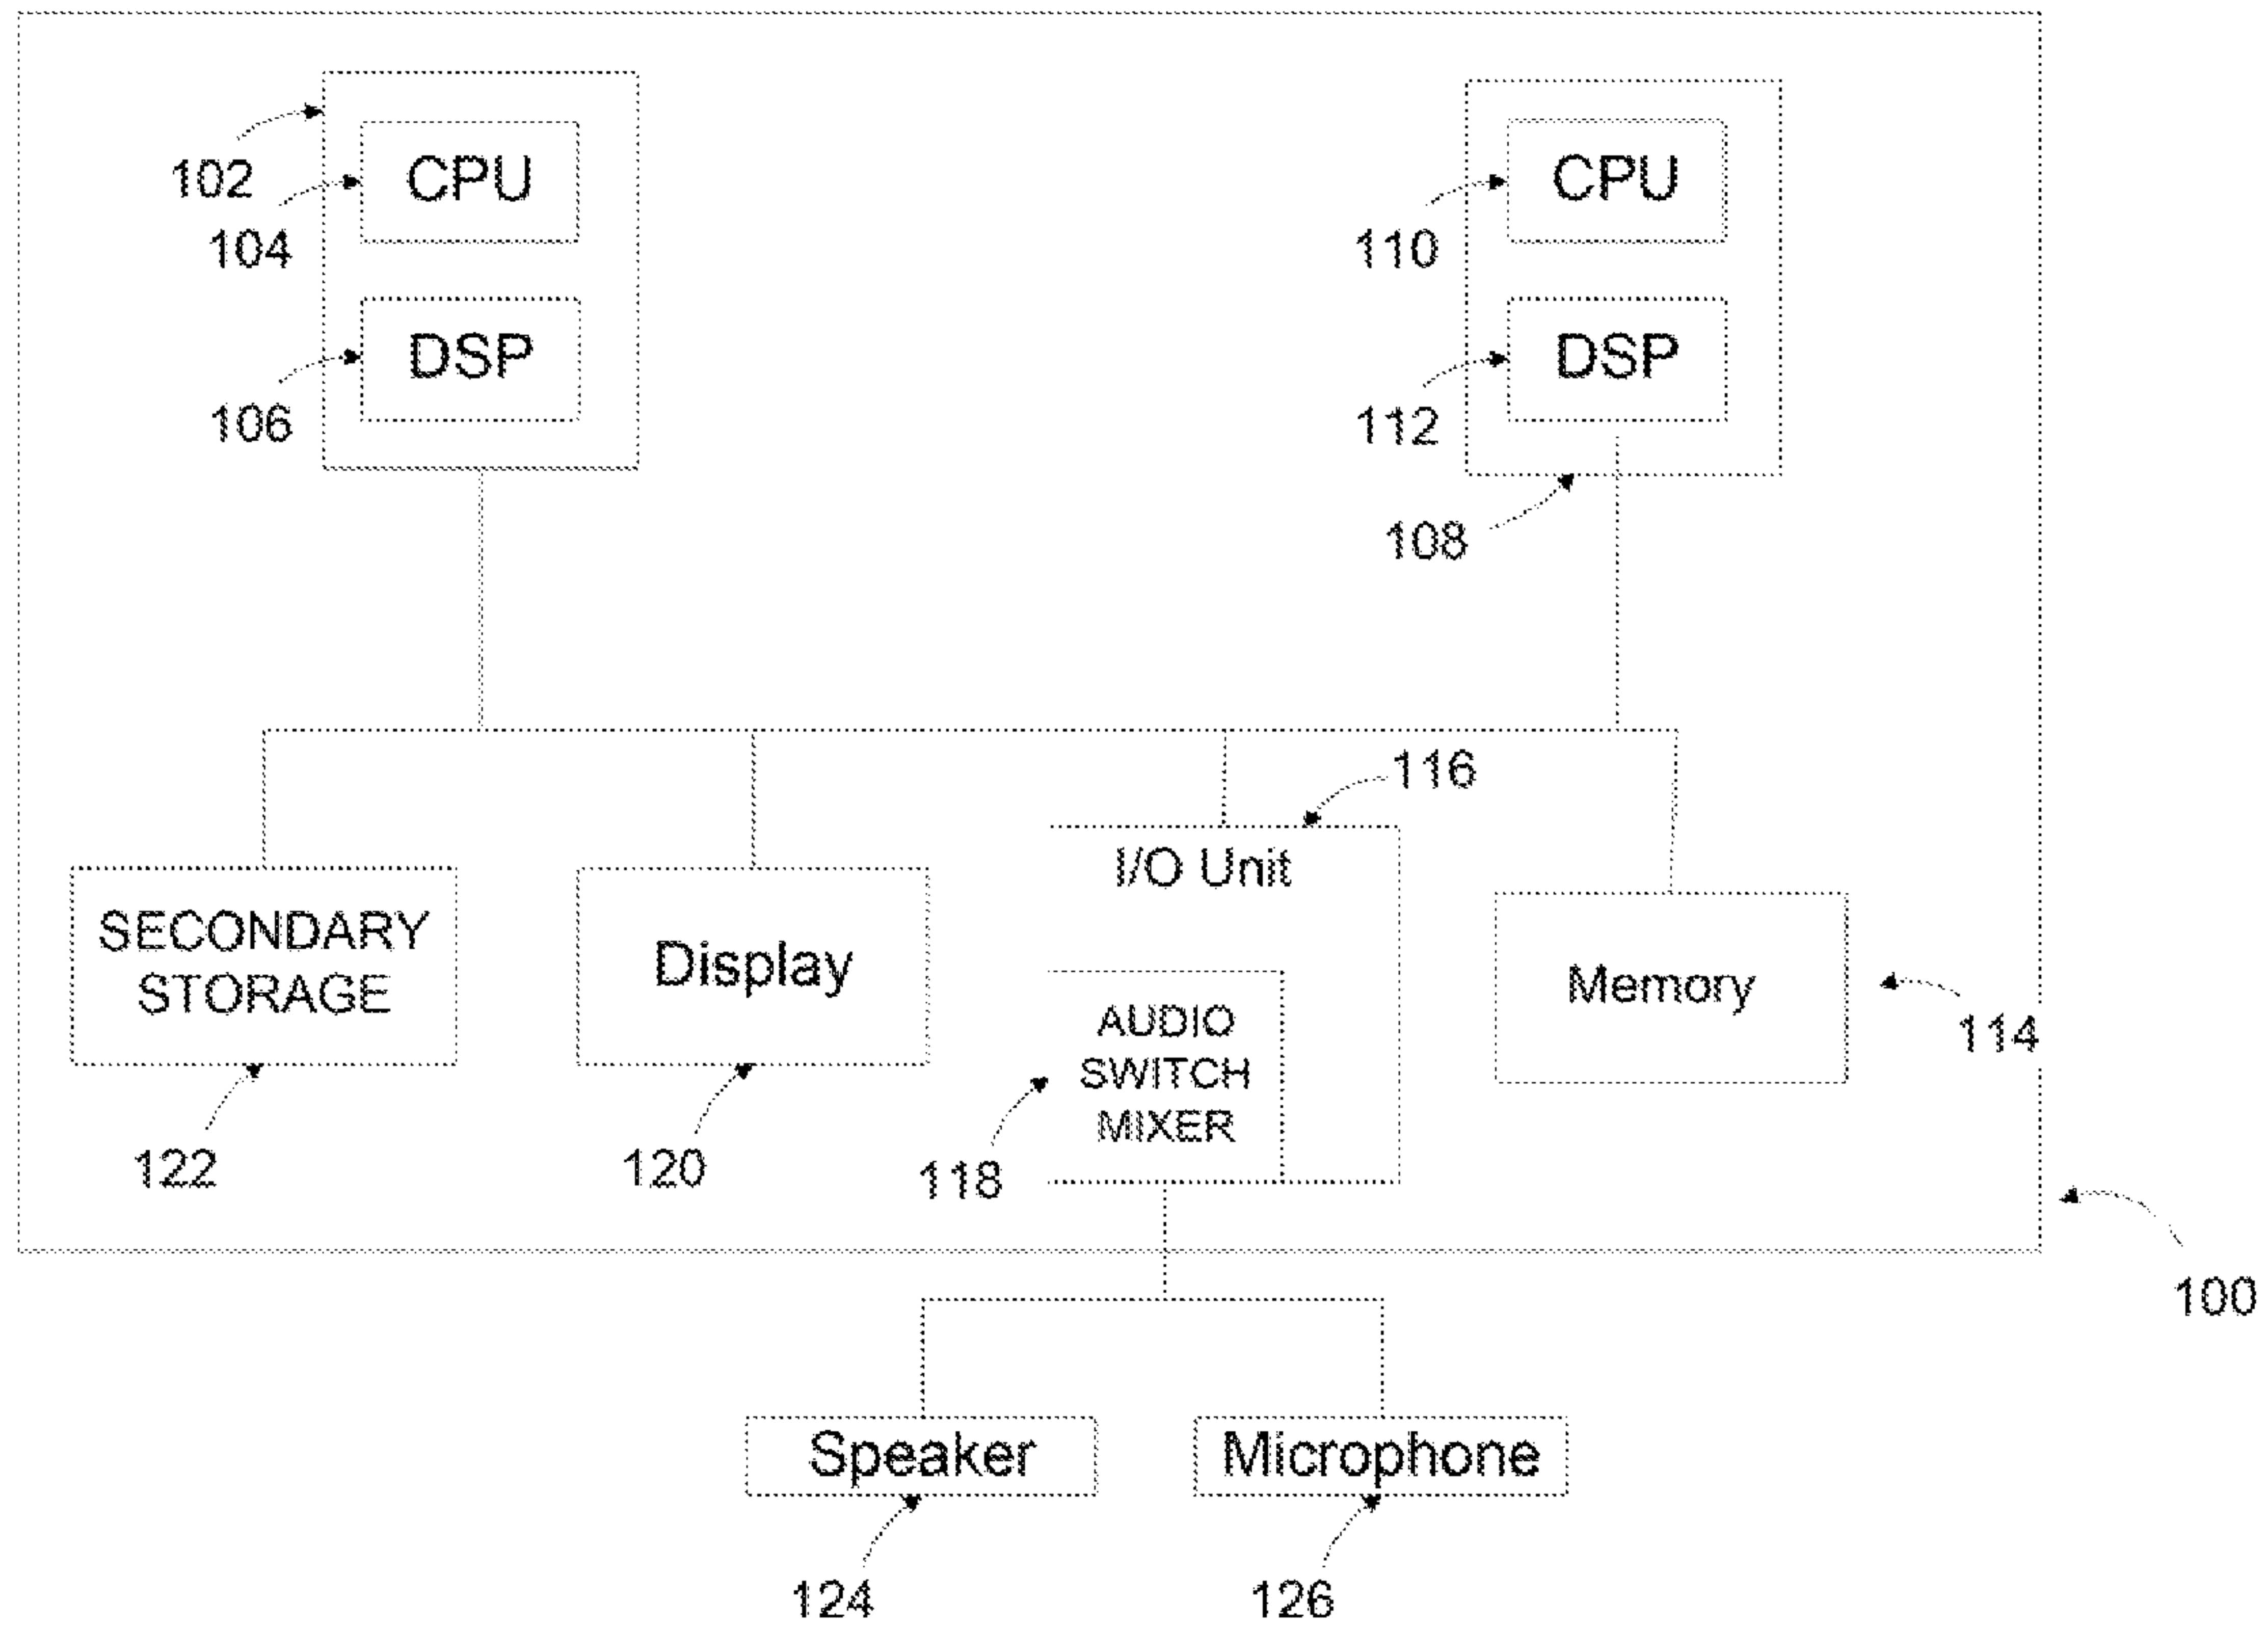 102
CPU
104
DSP
106
CPU
110
DSP
112
108
116
I/O Unit
SECONDARY
STORAGE
Display
Memory
AUDIO
SWITCH
MIXER
114
122
120
118
100
Speaker
Microphone
124
126